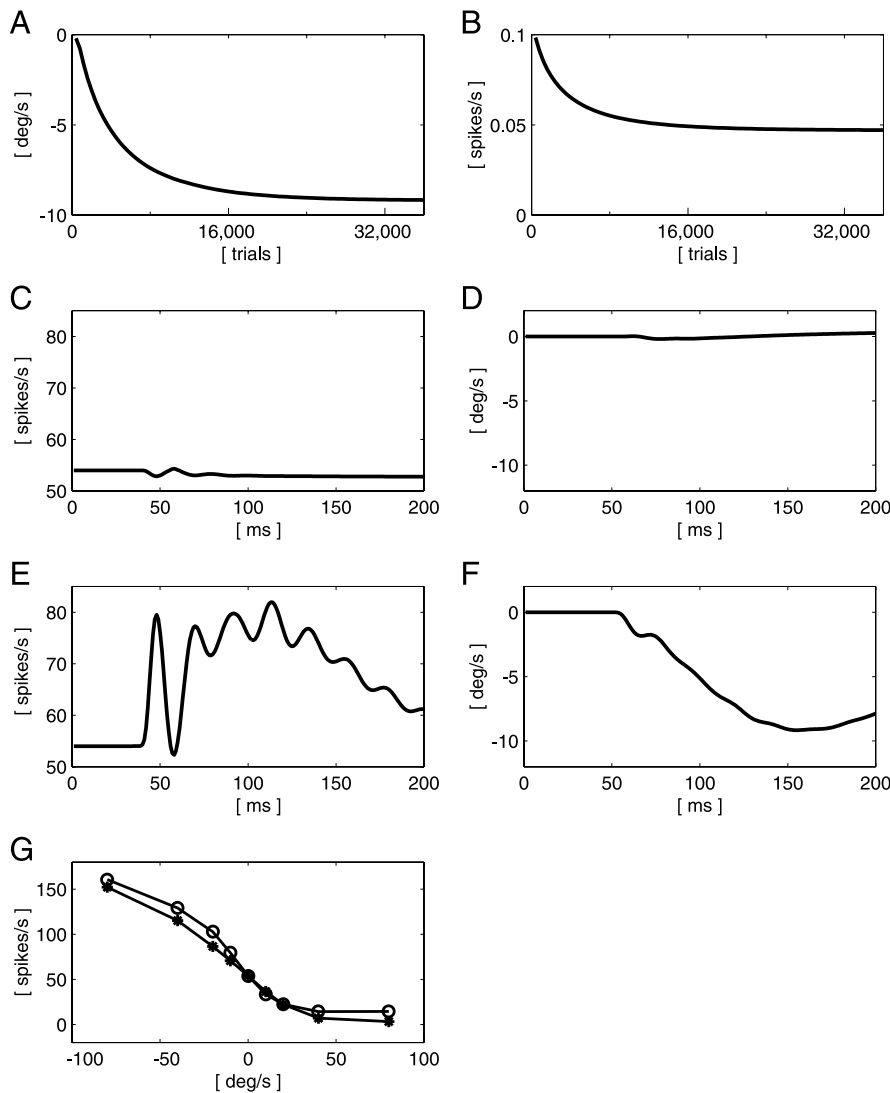 A
0
-5
-10
[ deg/s ]
0
16,000
32,000
[ trials ]
B
0.1
0.05
0
[ spikes/s ]
0
16,000
32,000
[ trials ]
C
80
70
60
50
[ spikes/s ]
0
50
100
150
200
[ ms ]
D
0
-5
-10
[ deg/s ]
0
50
100
150
200
[ ms ]
E
80
70
60
50
[ spikes/s ]
0
50
100
150
200
[ ms ]
F
0
-5
-10
[ deg/s ]
0
50
100
150
200
[ ms ]
G
150
100
50
0
[ spikes/s ]
-100
-50
0
50
100
[ deg/s ]